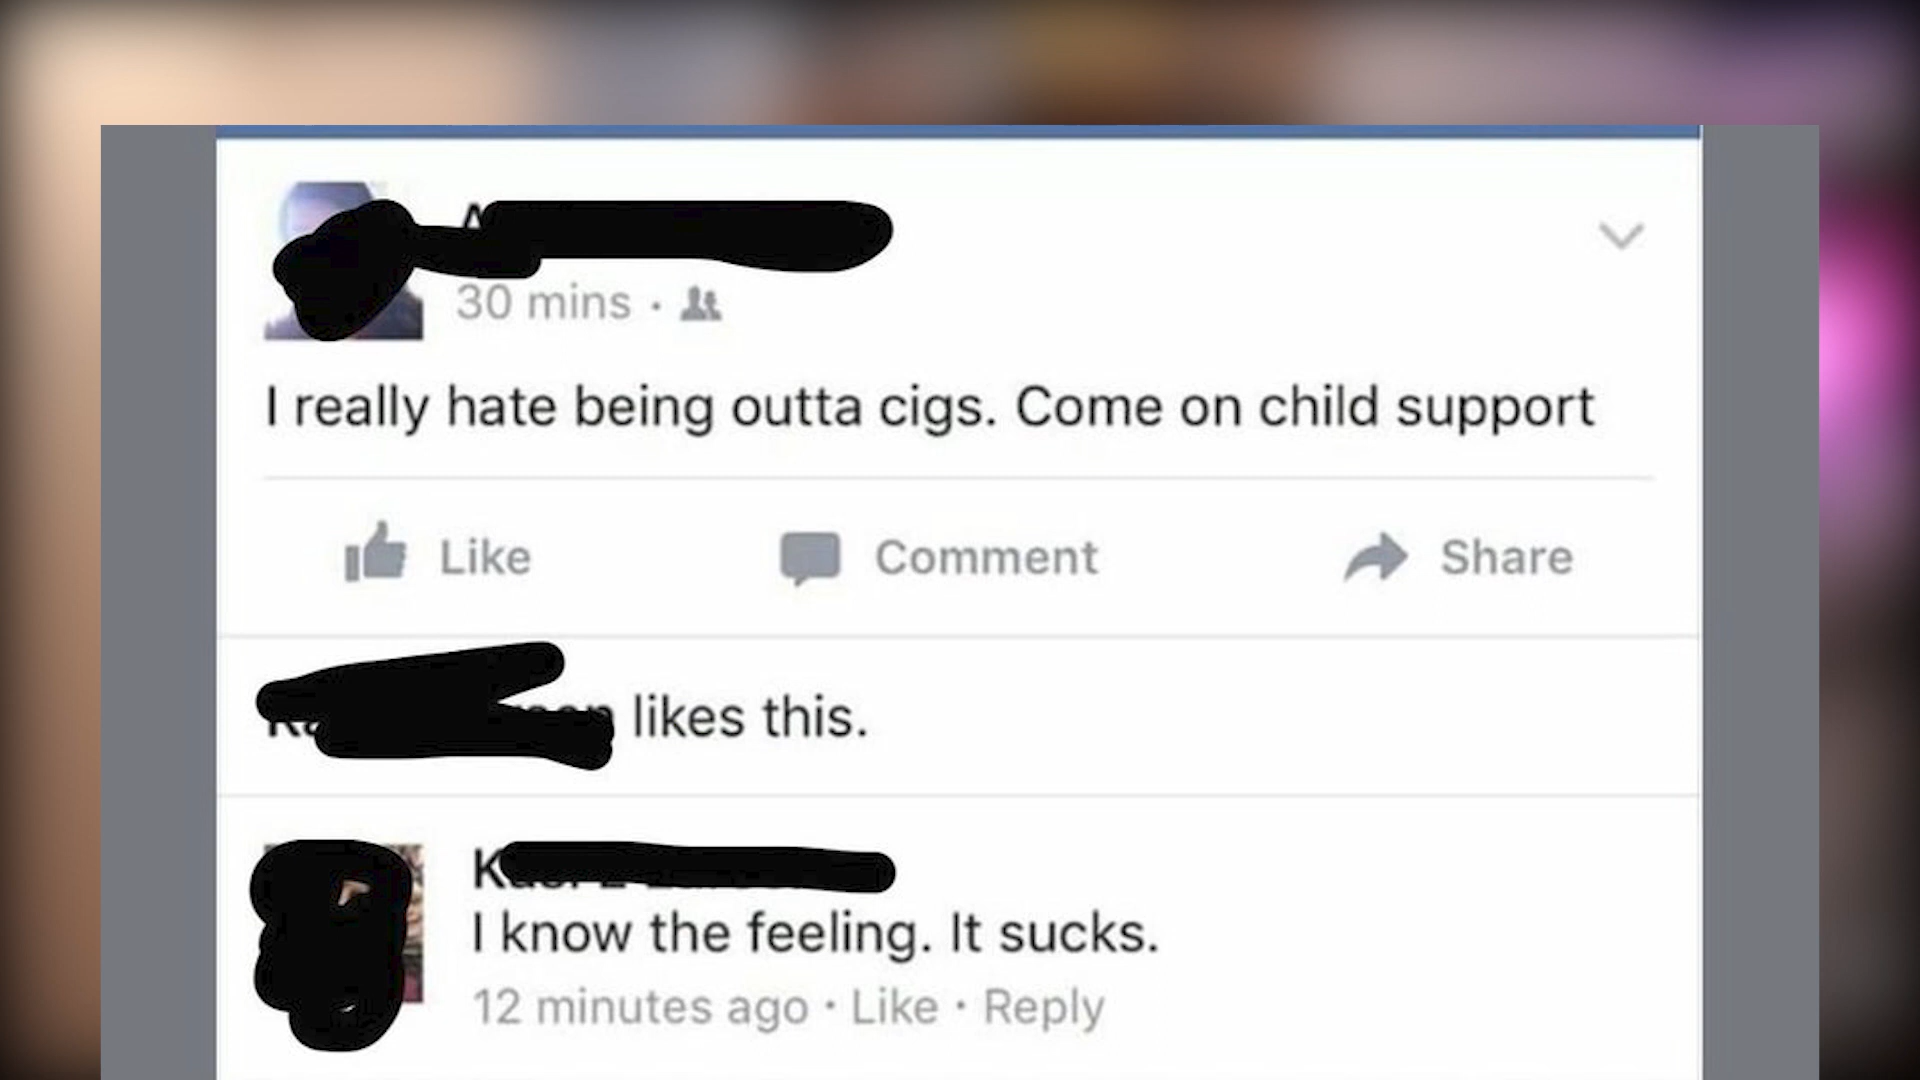 30 mins ·
I really hate being outta cigs. Come on child support
Like Comment Share
likes this.
I know the feeling. It sucks.
12 minutes ago · Like · Reply